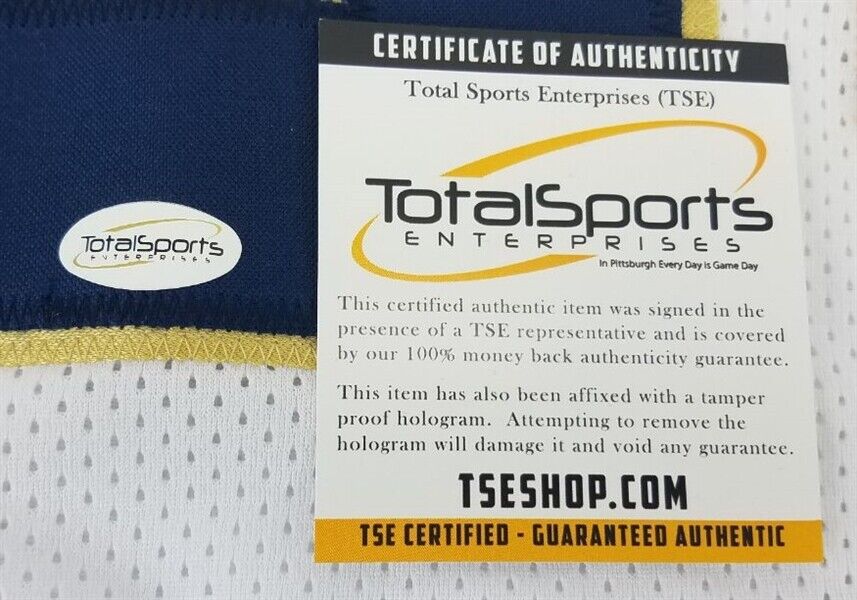 CERTIFICATE OF AUTHENTICITY
Total Sports Enterprises (TSE)
TotalSports
ENTERPRISES
In Pittsburgh Every Day is Game Day
This certified authentic item was signed in the
presence of a TSE representative and is covered
by our 100% money back authenticity guarantee.
This item has also been affixed with a tamper
proof hologram. Attempting to remove the
hologram will damage it and void any guarantee.
TSESHOP.COM
TSE CERTIFIED - GUARANTEED AUTHENTIC
TotalSports
ENTERPRISES